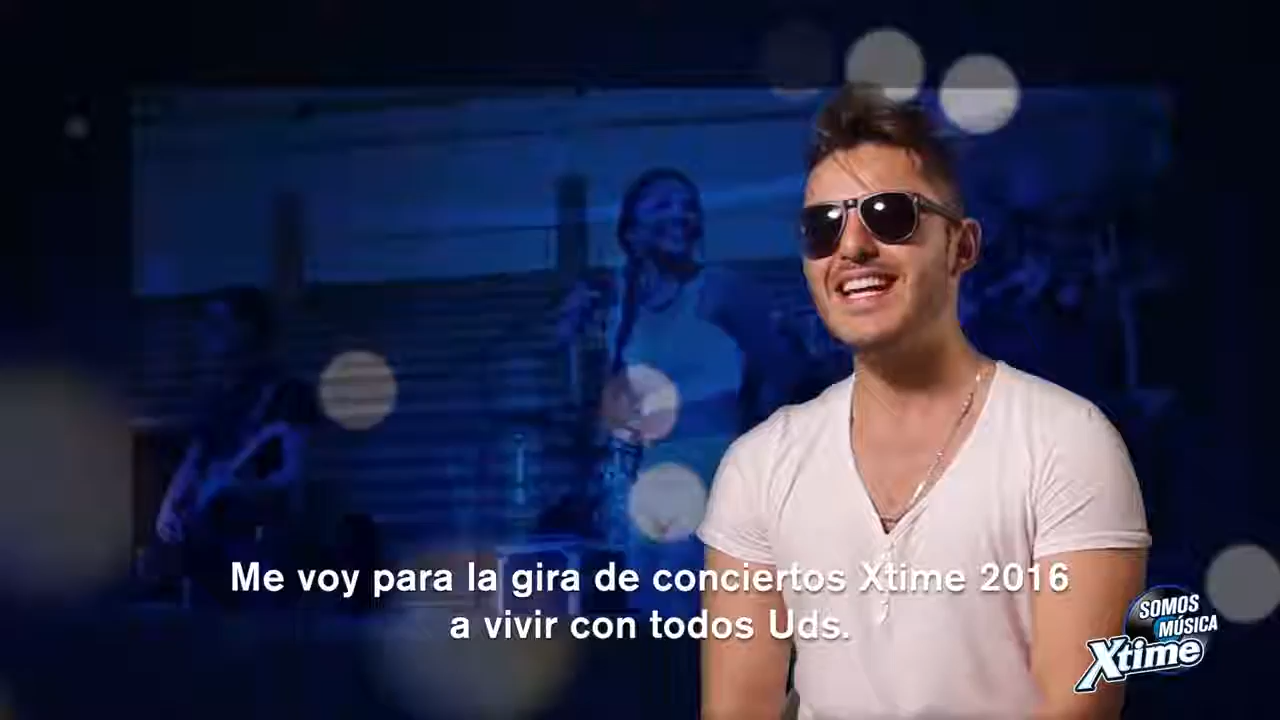 Me voy para la gira de conciertos Xtime 2016
a vivir con todos Uds.
SOMOS
MÚSICA
Xtime